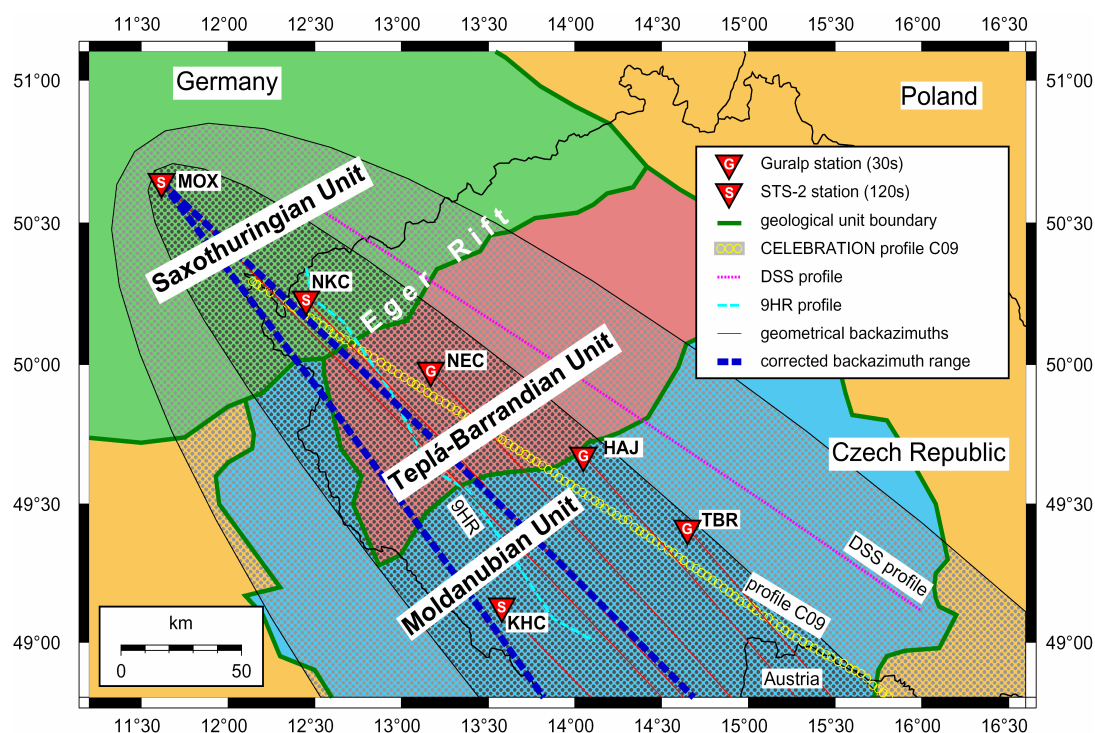 11°30 12°00 12°30 13°00 13°30 14°00 14°30 15°00 15°30 16°00 16°30
51°00
50°30
50°00
49°30
49°00
51°00
50°30
50°00
49°30
49°00
Germany
Poland
Guralp station (30s)
STS-2 station (120s)
geological unit boundary
CELEBRATION profile C09
DSS profile
9HR profile
geometrical backazimuths
corrected backazimuth range
G
S
S MOX
Saxothuringian Unit
NKC
S
Eger Rift
NEC
G
Teplá-Barrandian Unit
HAJ
G
Czech Republic
9HR
TBR
G
Moldanubian Unit
DSS profile
profile C09
S
KHC
Austria
km
0 50
11°30 12°00 12°30 13°00 13°30 14°00 14°30 15°00 15°30 16°00 16°30